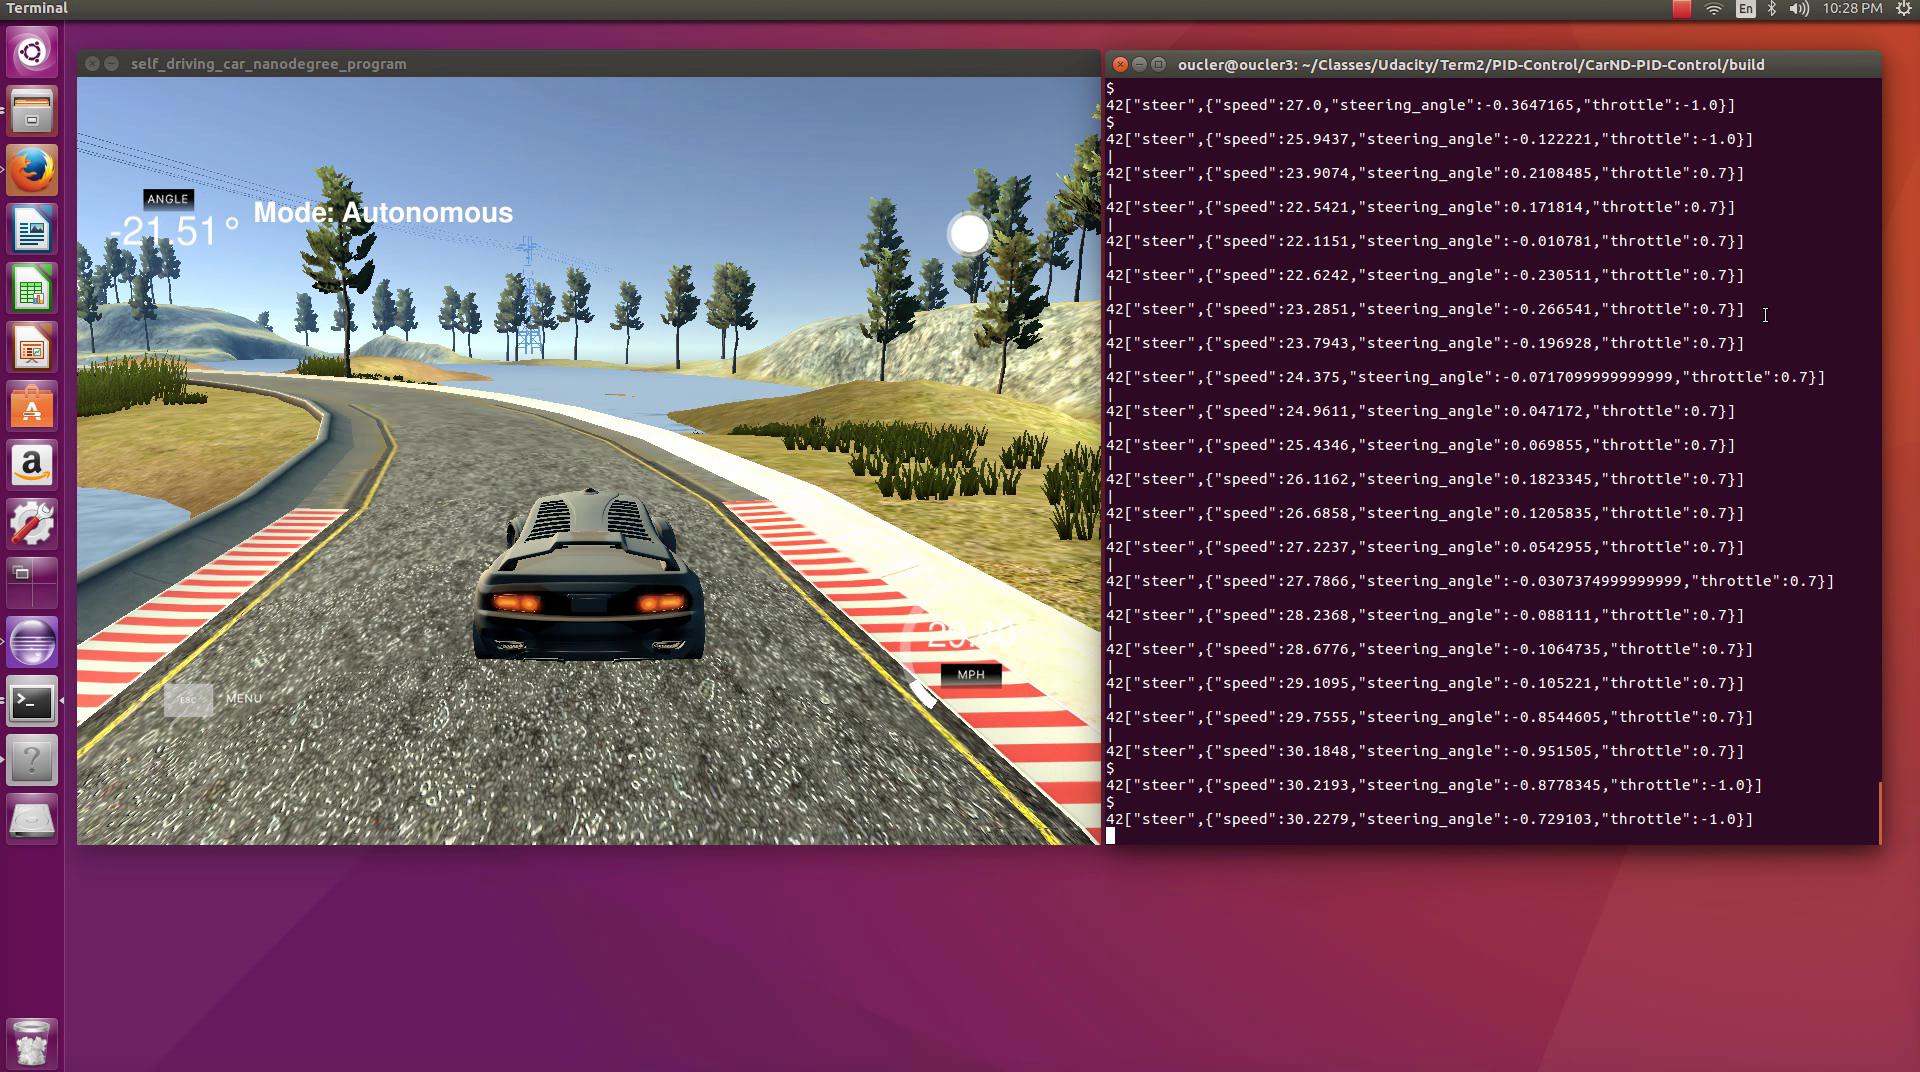 Terminal
En
10:28 PM
self_driving_car_nanodegree_program
ANGLE
-21.51°
Mode: Autonomous
MPH
ESC
MENU
oucler@oucler3: ~/Classes/Udacity/Term2/PID-Control/CarND-PID-Control/build
$
42["steer",{"speed":27.0,"steering_angle":-0.3647165,"throttle":-1.0}]
$
42["steer",{"speed":25.9437,"steering_angle":-0.122221,"throttle":-1.0}]
|
42["steer",{"speed":23.9074,"steering_angle":0.2108485,"throttle":0.7}]
|
42["steer",{"speed":22.5421,"steering_angle":0.171814,"throttle":0.7}]
|
42["steer",{"speed":22.1151,"steering_angle":-0.010781,"throttle":0.7}]
|
42["steer",{"speed":22.6242,"steering_angle":-0.230511,"throttle":0.7}]
|
42["steer",{"speed":23.2851,"steering_angle":-0.266541,"throttle":0.7}]
|
42["steer",{"speed":23.7943,"steering_angle":-0.196928,"throttle":0.7}]
|
42["steer",{"speed":24.375,"steering_angle":-0.0717099999999999,"throttle":0.7}]
|
42["steer",{"speed":24.9611,"steering_angle":0.047172,"throttle":0.7}]
|
42["steer",{"speed":25.4346,"steering_angle":0.069855,"throttle":0.7}]
|
42["steer",{"speed":26.1162,"steering_angle":0.1823345,"throttle":0.7}]
|
42["steer",{"speed":26.6858,"steering_angle":0.1205835,"throttle":0.7}]
|
42["steer",{"speed":27.2237,"steering_angle":0.0542955,"throttle":0.7}]
|
42["steer",{"speed":27.7866,"steering_angle":-0.0307374999999999,"throttle":0.7}]
|
42["steer",{"speed":28.2368,"steering_angle":-0.088111,"throttle":0.7}]
|
42["steer",{"speed":28.6776,"steering_angle":-0.1064735,"throttle":0.7}]
|
42["steer",{"speed":29.1095,"steering_angle":-0.105221,"throttle":0.7}]
|
42["steer",{"speed":29.7555,"steering_angle":-0.8544605,"throttle":0.7}]
|
42["steer",{"speed":30.1848,"steering_angle":-0.951505,"throttle":0.7}]
$
42["steer",{"speed":30.2193,"steering_angle":-0.8778345,"throttle":-1.0}]
$
42["steer",{"speed":30.2279,"steering_angle":-0.729103,"throttle":-1.0}]